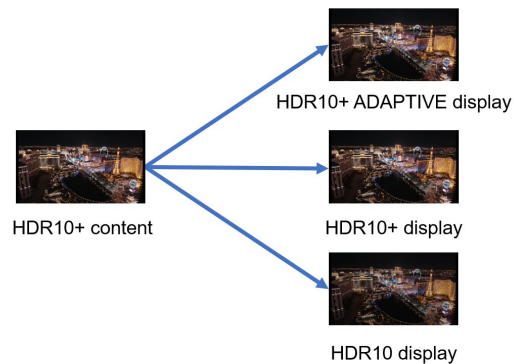 HDR10+ ADAPTIVE display
HDR10+ content
HDR10+ display
HDR10 display